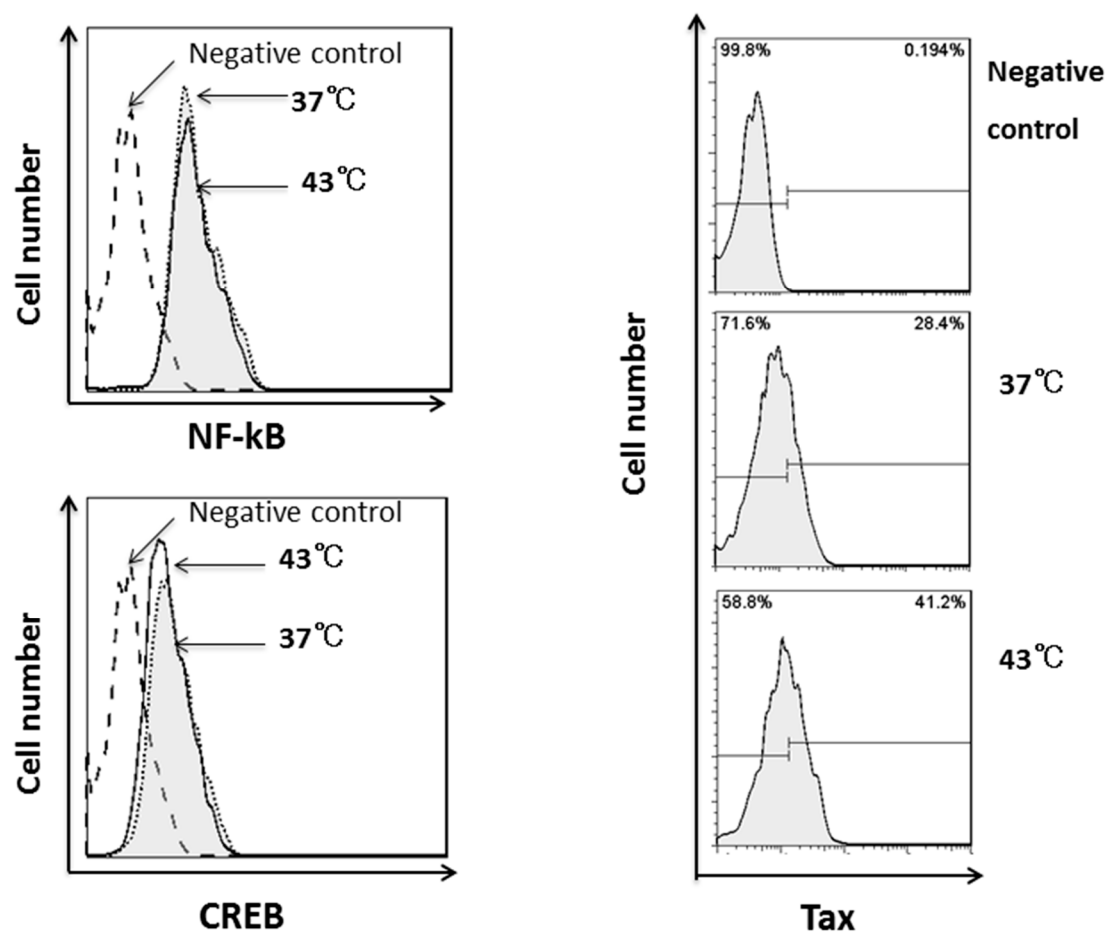 Negative control
37℃
43℃
Cell number
NF-kB
Negative control
43℃
37℃
Cell number
CREB
99.8% 0.194%
Negative
control
71.6% 28.4%
37℃
Cell number
58.8% 41.2%
43℃
Tax